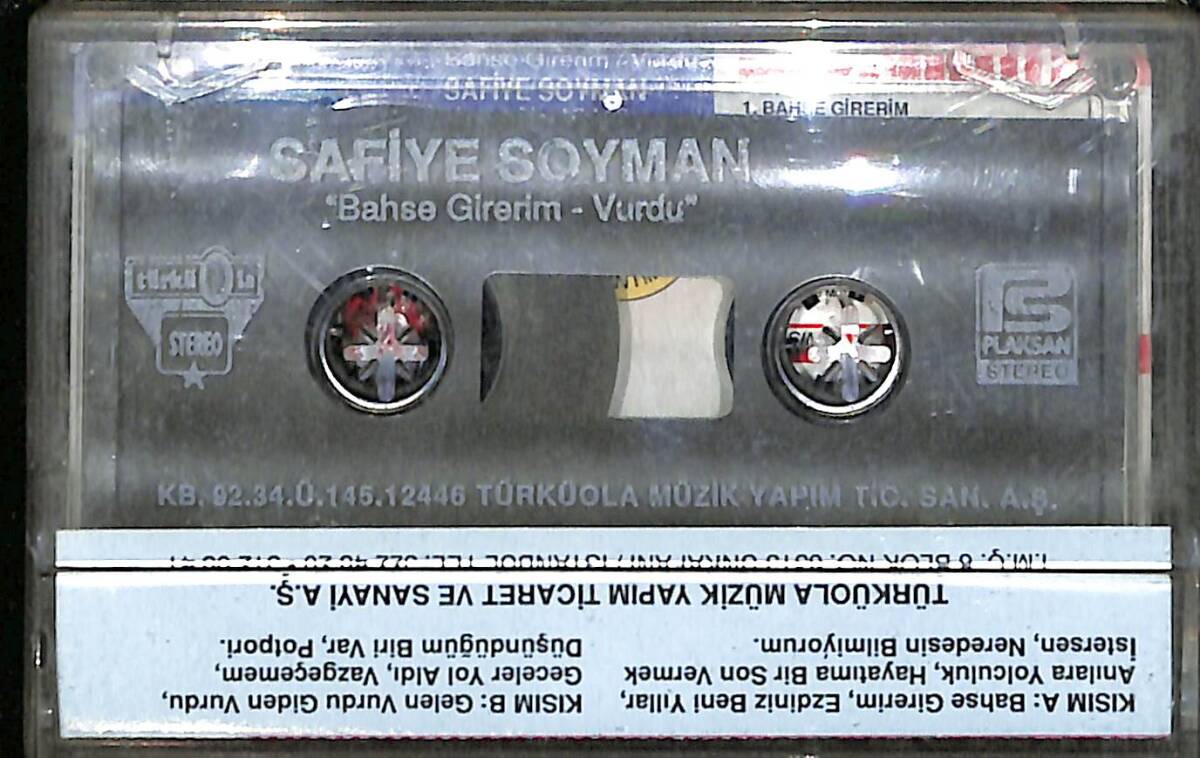 SAFİYE SOYMAN
1. BAHSE GİRERİM
SAFİYE SOYMAN
"Bahse Girerim - Vurdu"
türküola
STEREO
PLAKSAN
STEREO
KB. 92.34.Ü.145.12446 TÜRKÜOLA MÜZİK YAPIM TİC. SAN. A.Ş.
KISIM A: Bahse Girerim, Ezdiniz Beni Yıllar,
Anılara Yolculuk, Hayatıma Bir Son Vermek
İstersen, Neredesin Bilmiyorum.
KISIM B: Gelen Vurdu Giden Vurdu,
Geceler Yol Aldı, Vazgeçemem,
Düşündüğüm Biri Var, Potpori.
TÜRKÜOLA MÜZİK YAPIM TİCARET VE SANAYİ A.Ş.